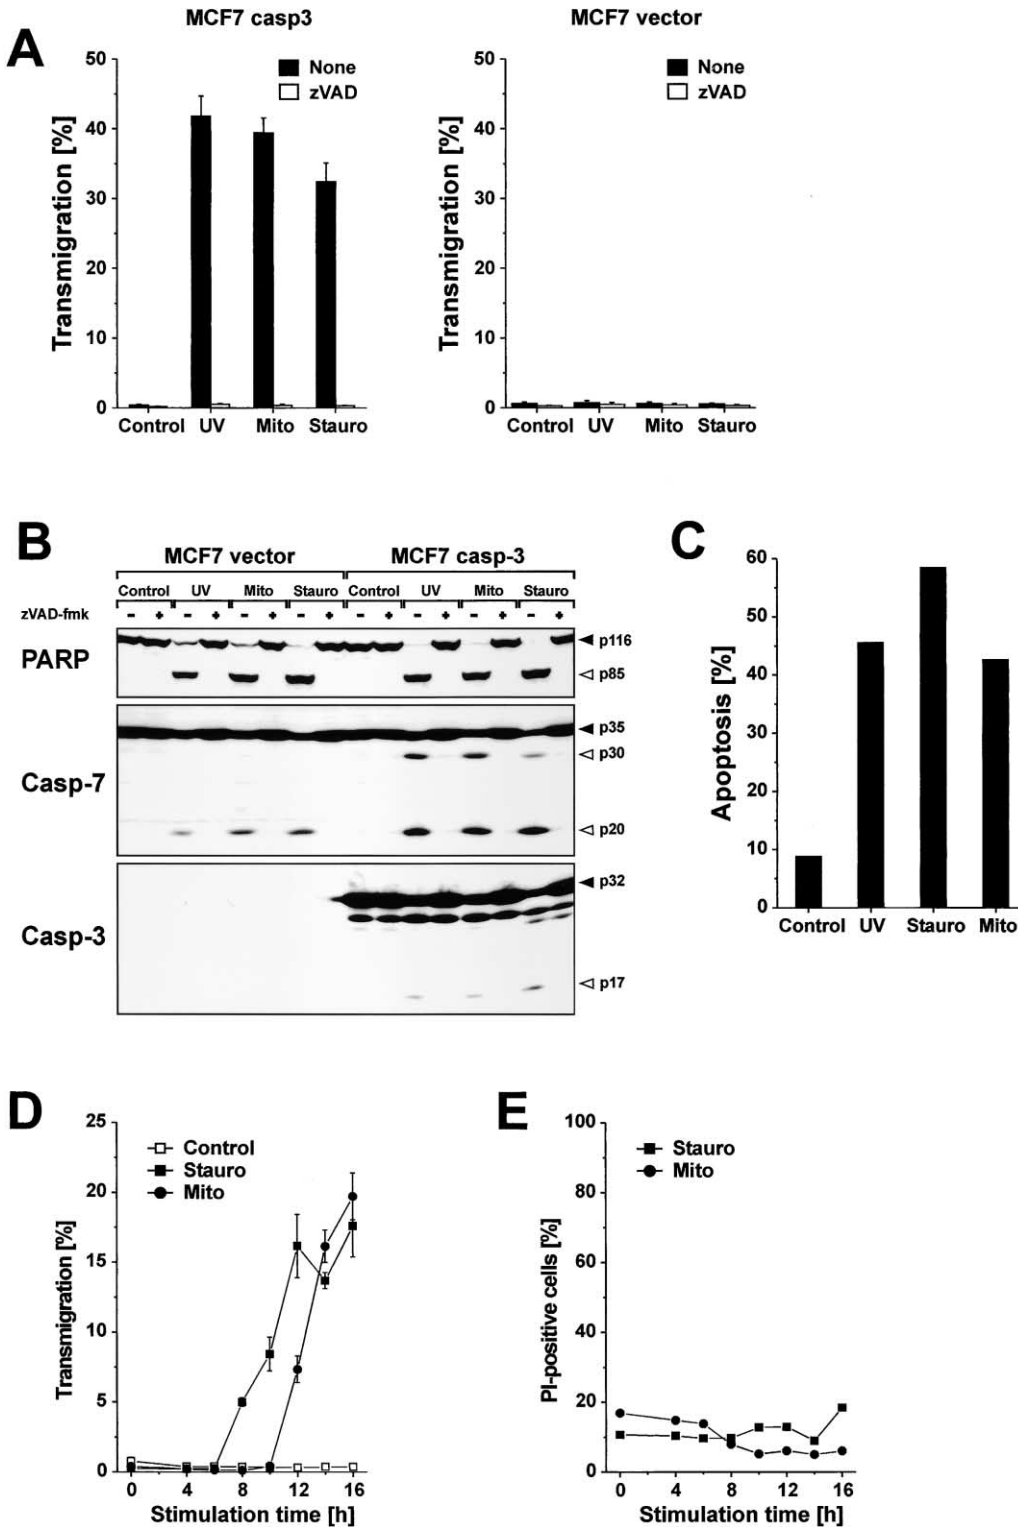 MCF7 casp3
MCF7 vector
A
Transmigration [%]
50
40
30
20
10
0
None
zVAD
Control UV Mito Stauro
Transmigration [%]
50
40
30
20
10
0
None
zVAD
Control UV Mito Stauro
B
MCF7 vector MCF7 casp-3
Control UV Mito Stauro Control UV Mito Stauro
zVAD-fmk - + - + - + - + - + - + - + - +
PARP
p116
p85
Casp-7
p35
p30
p20
Casp-3
p32
p17
C
Apoptosis [%]
60
50
40
30
20
10
0
Control UV Stauro Mito
D
Transmigration [%]
25
20
15
10
5
0
Control
Stauro
Mito
0 4 8 12 16
Stimulation time [h]
E
PI-positive cells [%]
100
80
60
40
20
0
Stauro
Mito
0 4 8 12 16
Stimulation time [h]